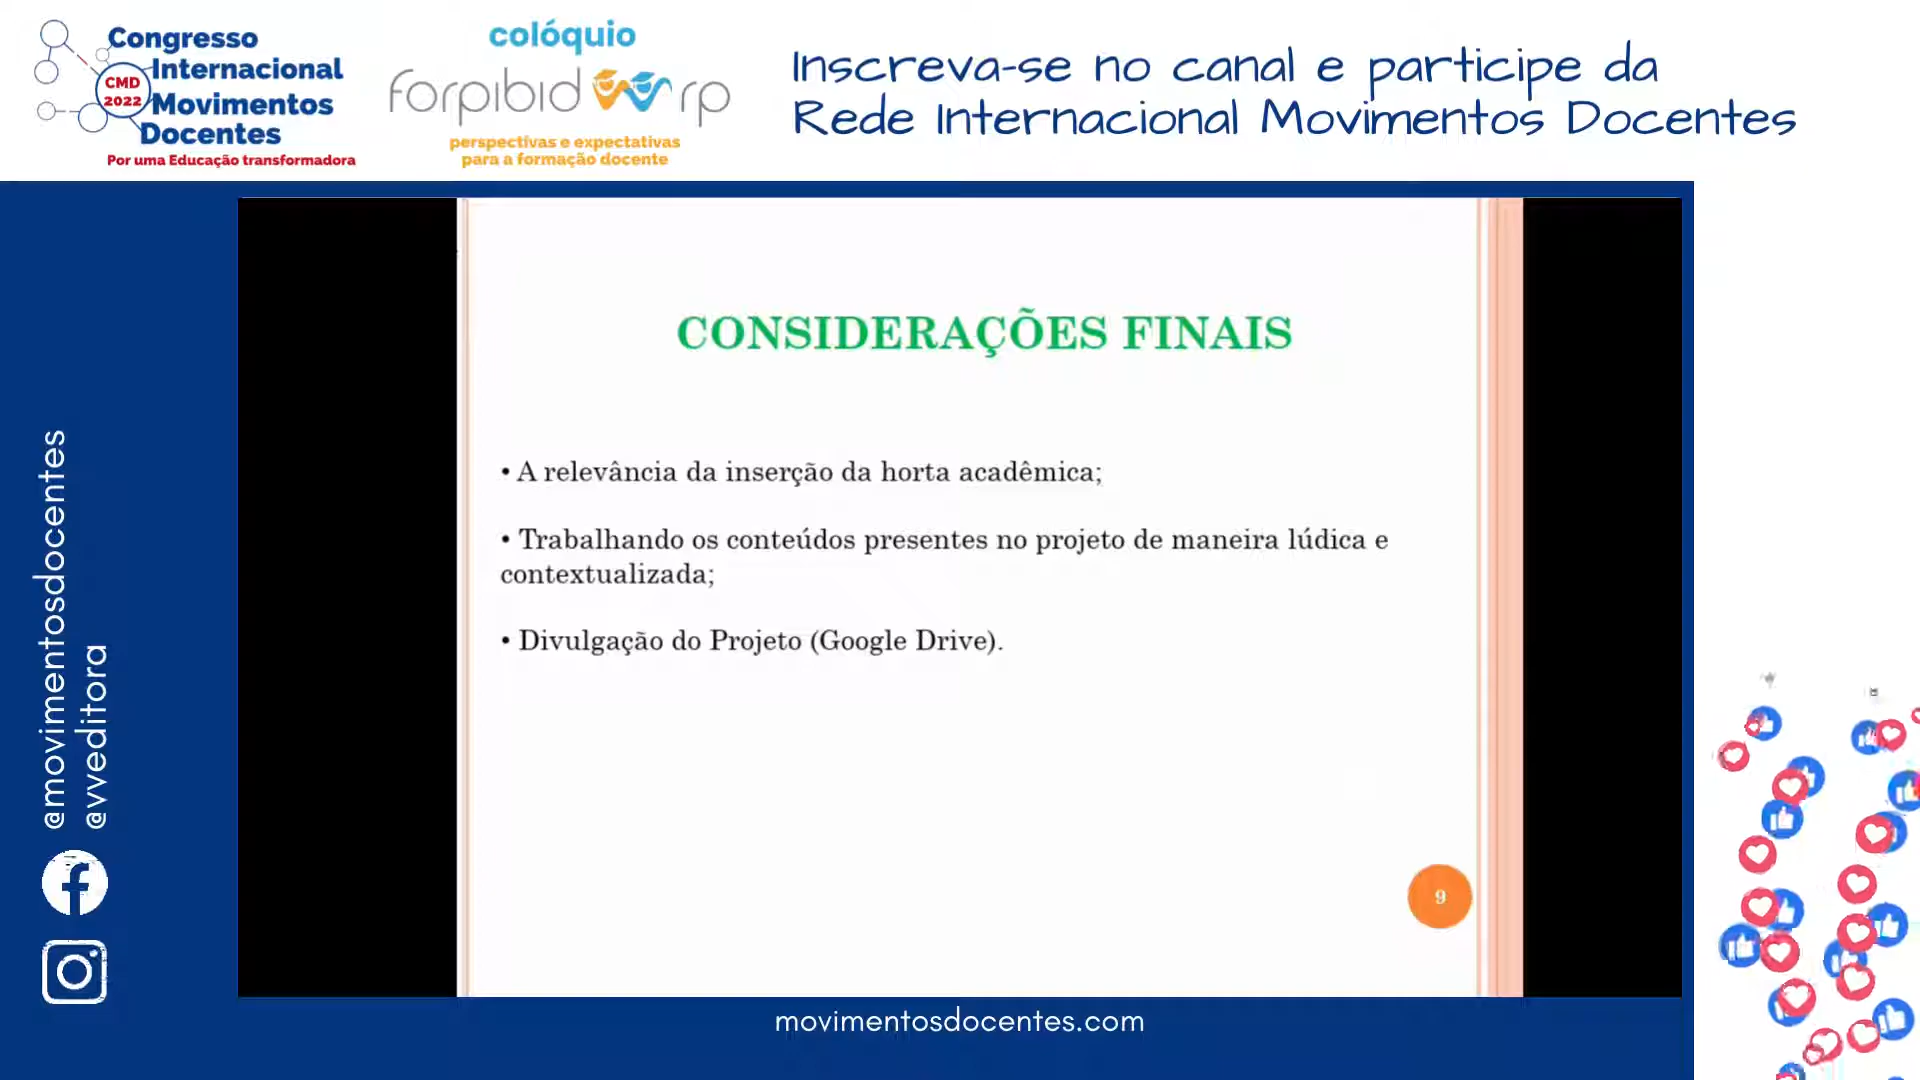 Congresso
Internacional
CMD
2022
Movimentos
Docentes
Por uma Educação transformadora
colóquio
forpibid rp
perspectivas e expectativas
para a formação docente
Inscreva-se no canal e participe da
Rede Internacional Movimentos Docentes
@movimentosdocentes
@vveditora
CONSIDERAÇÕES FINAIS
• A relevância da inserção da horta acadêmica;
• Trabalhando os conteúdos presentes no projeto de maneira lúdica e
contextualizada;
• Divulgação do Projeto (Google Drive).
9
movimentosdocentes.com